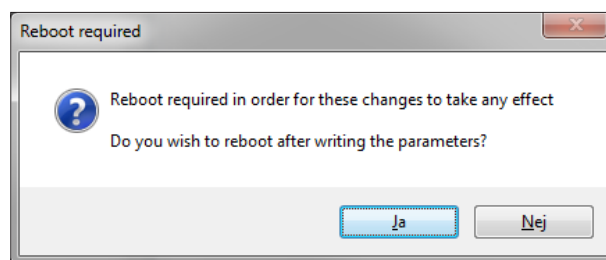 Reboot required
Reboot required in order for these changes to take any effect
Do you wish to reboot after writing the parameters?
Ja
Nej